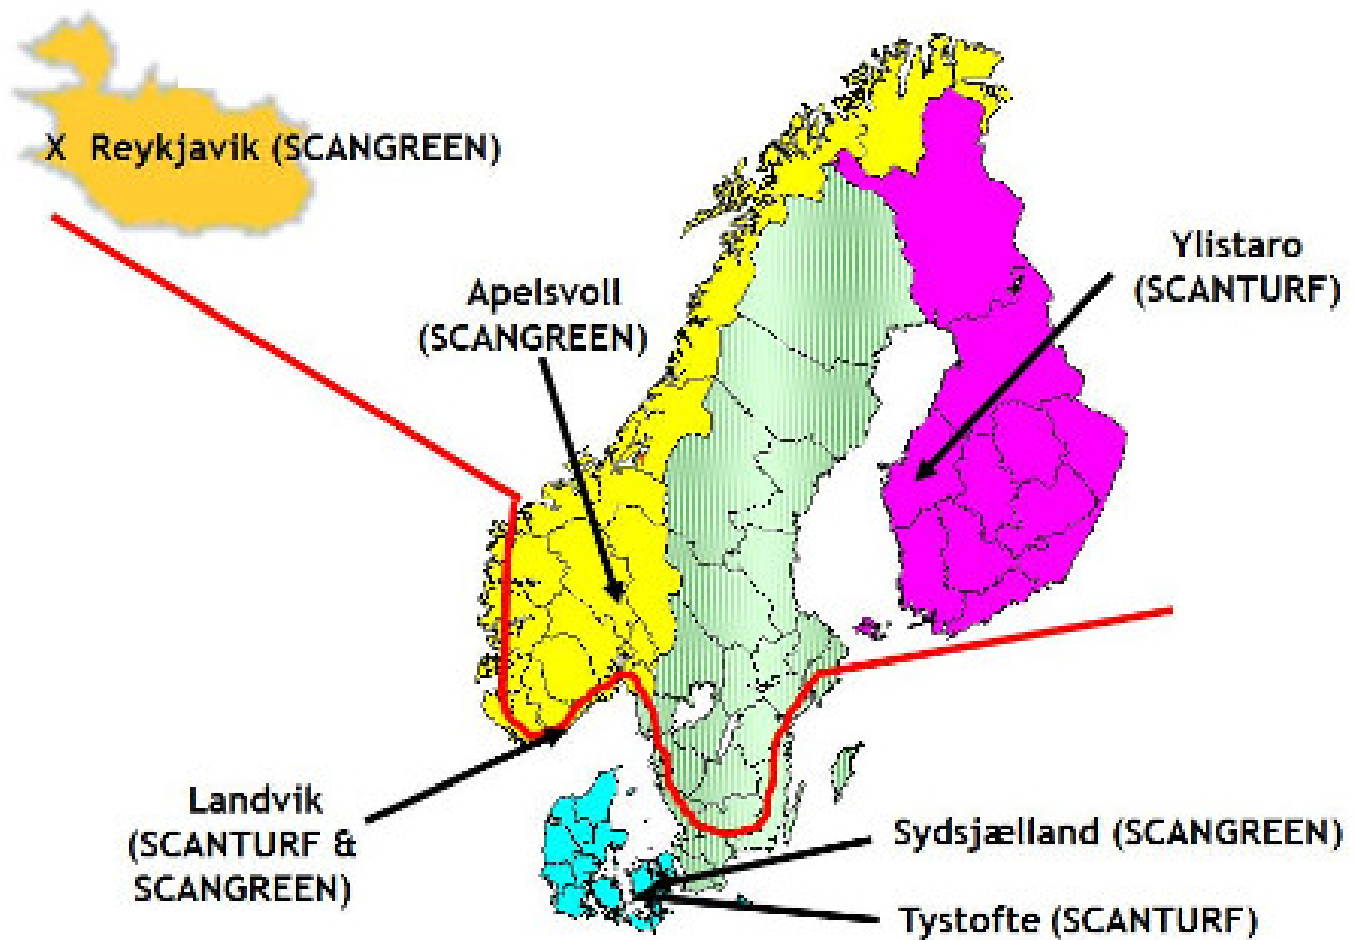 X Reykjavik (SCANGREEN)
Ylistaro
(SCANTURF)
Apelsvoll
(SCANGREEN)
Landvik
(SCANTURF &
SCANGREEN)
Sydsjælland (SCANGREEN)
Tystofte (SCANTURF)